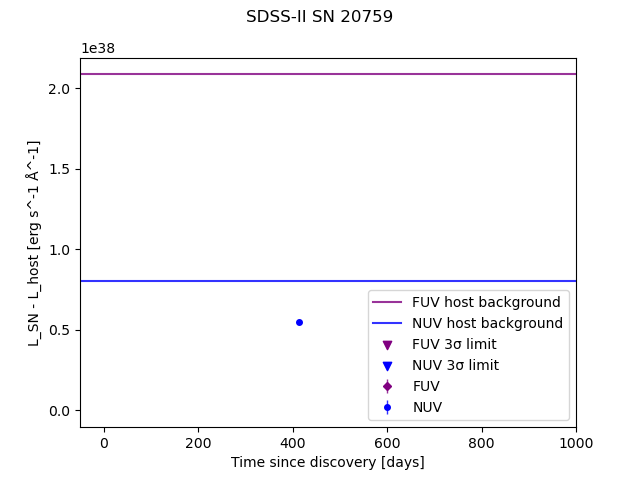 SDSS-II SN 20759
1e38
2.0
1.5
1.0
0.5
0.0
L_SN - L_host [erg s^-1 Å^-1]
FUV host background
NUV host background
FUV 3σ limit
NUV 3σ limit
FUV
NUV
0 200 400 600 800 1000
Time since discovery [days]